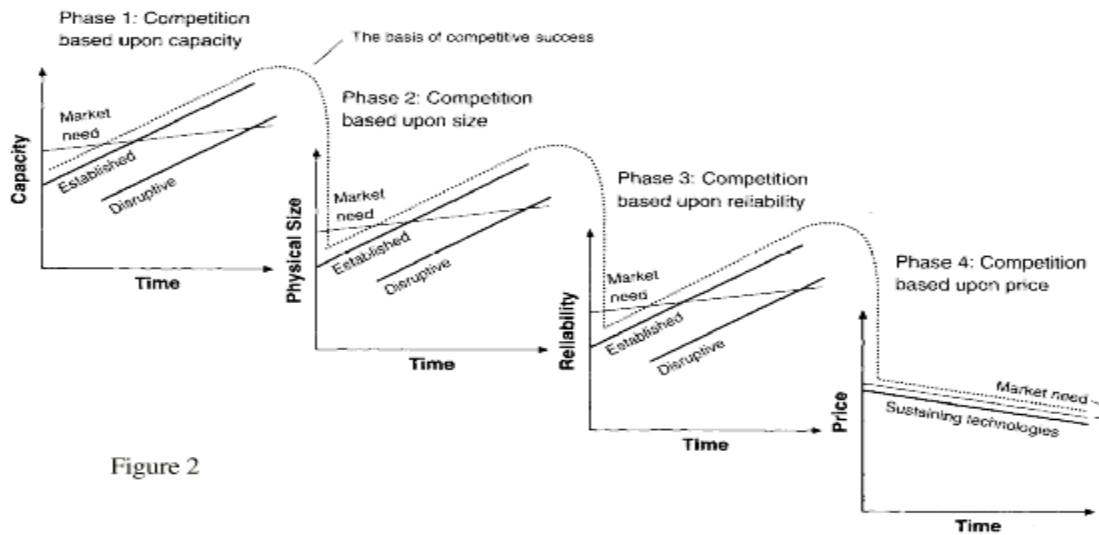 Phase 1: Competition
based upon capacity
The basis of competitive success
Capacity
Market
need
Established
Disruptive
Time
Phase 2: Competition
based upon size
Physical Size
Market
need
Established
Disruptive
Time
Phase 3: Competition
based upon reliability
Reliability
Market
need
Established
Disruptive
Time
Phase 4: Competition
based upon price
Price
Market need
Sustaining technologies
Time
Figure 2